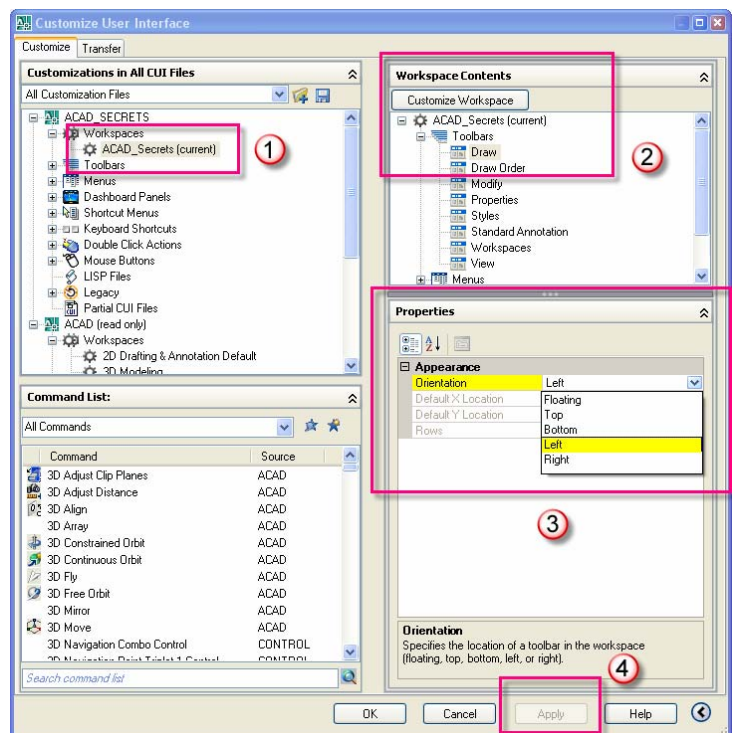 Customize User Interface
Customize
Transfer
Customizations in All CUI Files
All Customization Files
ACAD_SECRETS
Workspaces
ACAD_Secrets (current)
Toolbars
Menus
Dashboard Panels
Shortcut Menus
Keyboard Shortcuts
Double Click Actions
Mouse Buttons
LISP Files
Legacy
Partial CUI Files
ACAD (read only)
Workspaces
2D Drafting & Annotation Default
3D Modeling
1
Command List:
All Commands
Command Source
3D Adjust Clip Planes ACAD
3D Adjust Distance ACAD
3D Align ACAD
3D Array ACAD
3D Constrained Orbit ACAD
3D Continuous Orbit ACAD
3D Fly ACAD
3D Free Orbit ACAD
3D Mirror ACAD
3D Move ACAD
3D Navigation Combo Control CONTROL
3D Navigation Point Triplet 1 Control CONTROL
Search command list
Workspace Contents
Customize Workspace
ACAD_Secrets (current)
Toolbars
Draw
Draw Order
Modify
Properties
Styles
Standard Annotation
Workspaces
View
Menus
2
Properties
Appearance
Orientation Left
Default X Location
Default Y Location
Rows
Floating
Top
Bottom
Left
Right
3
Orientation
Specifies the location of a toolbar in the workspace
(floating, top, bottom, left, or right).
4
OK
Cancel
Apply
Help